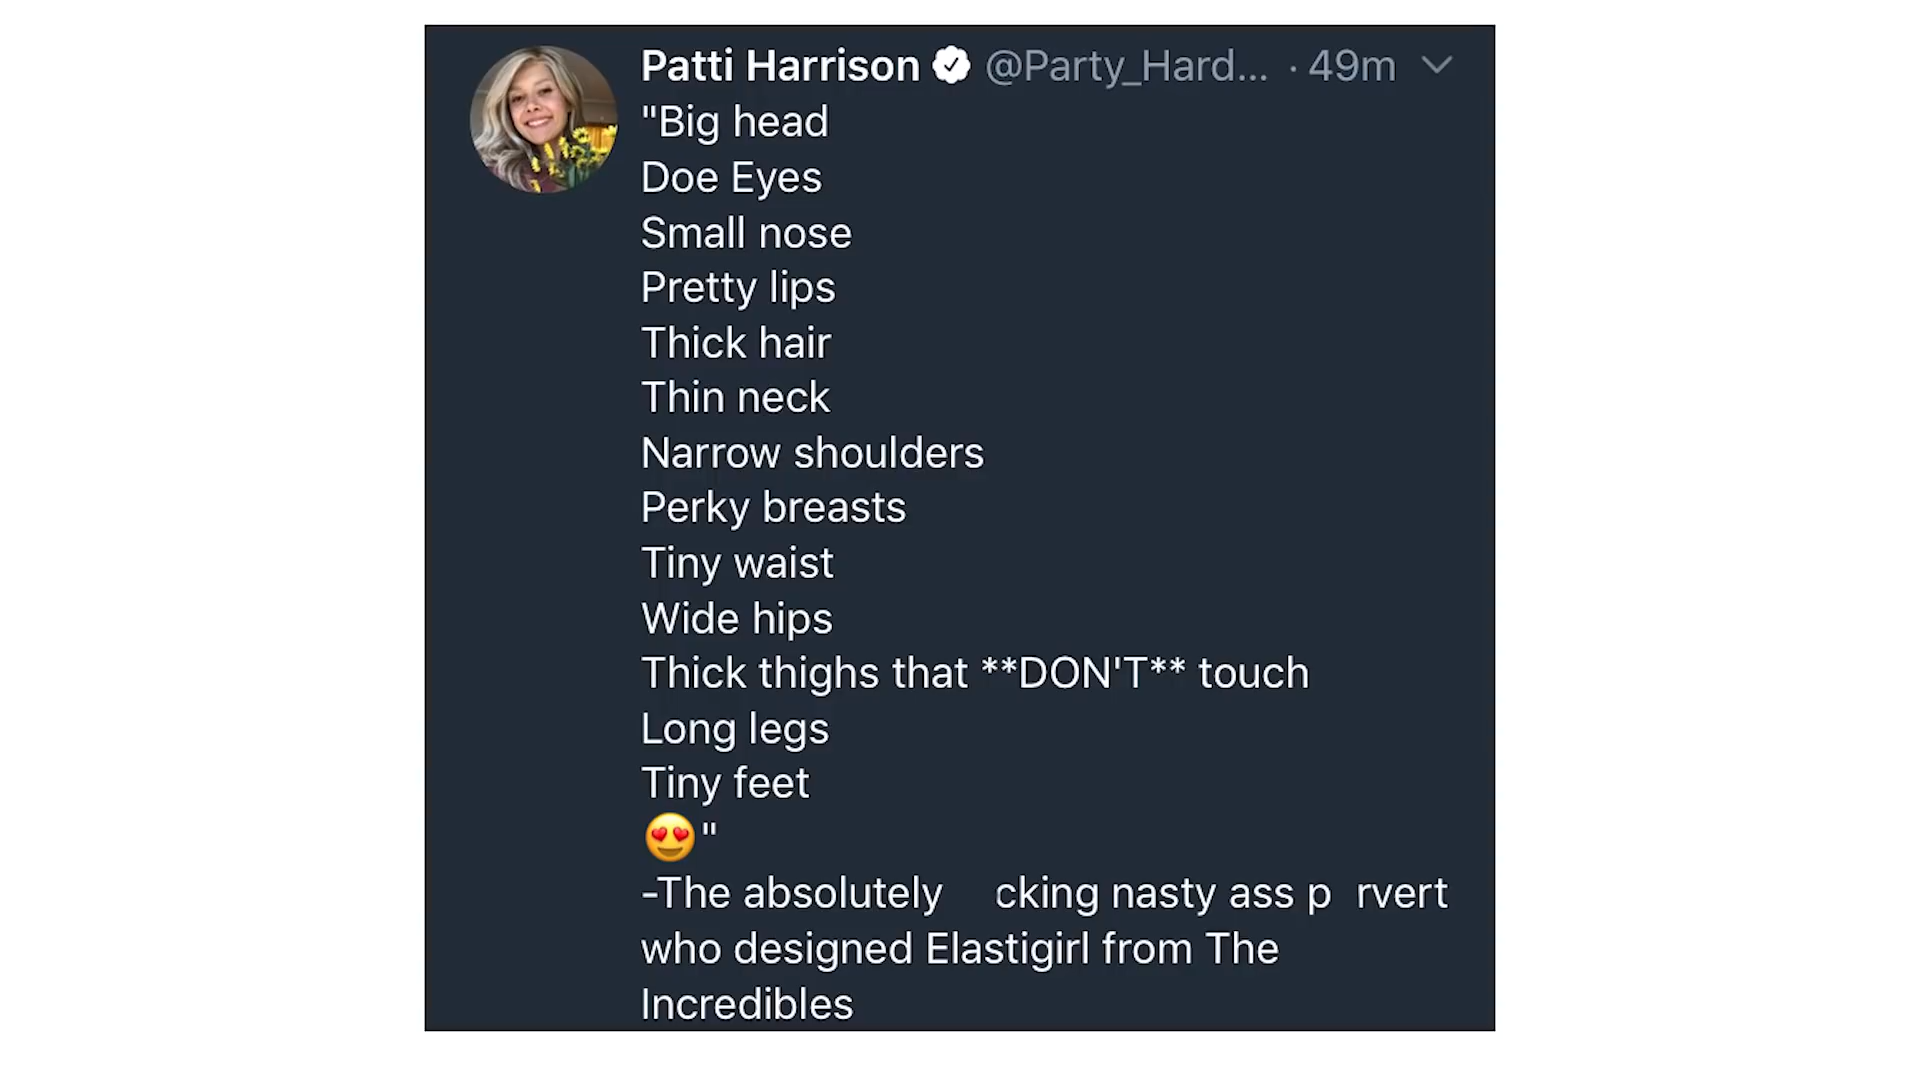 Patti Harrison @Party_Hard... · 49m
"Big head
Doe Eyes
Small nose
Pretty lips
Thick hair
Thin neck
Narrow shoulders
Perky breasts
Tiny waist
Wide hips
Thick thighs that **DON'T** touch
Long legs
Tiny feet
😍"
-The absolutely cking nasty ass p rvert
who designed Elastigirl from The
Incredibles